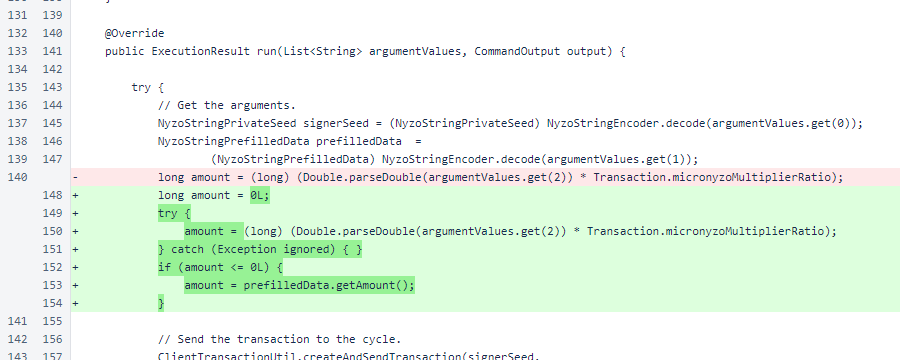 131 139
132 140 @Override
133 141 public ExecutionResult run(List<String> argumentValues, CommandOutput output) {
134 142
135 143 try {
136 144 // Get the arguments.
137 145 NyzoStringPrivateSeed signerSeed = (NyzoStringPrivateSeed) NyzoStringEncoder.decode(argumentValues.get(0));
138 146 NyzoStringPrefilledData prefilledData =
139 147 (NyzoStringPrefilledData) NyzoStringEncoder.decode(argumentValues.get(1));
140 - long amount = (long) (Double.parseDouble(argumentValues.get(2)) * Transaction.micronyzoMultiplierRatio);
148 + long amount = 0L;
149 + try {
150 + amount = (long) (Double.parseDouble(argumentValues.get(2)) * Transaction.micronyzoMultiplierRatio);
151 + } catch (Exception ignored) { }
152 + if (amount <= 0L) {
153 + amount = prefilledData.getAmount();
154 + }
141 155
142 156 // Send the transaction to the cycle.
143 157 ClientTransactionUtil.createAndSendTransaction(signerSeed,